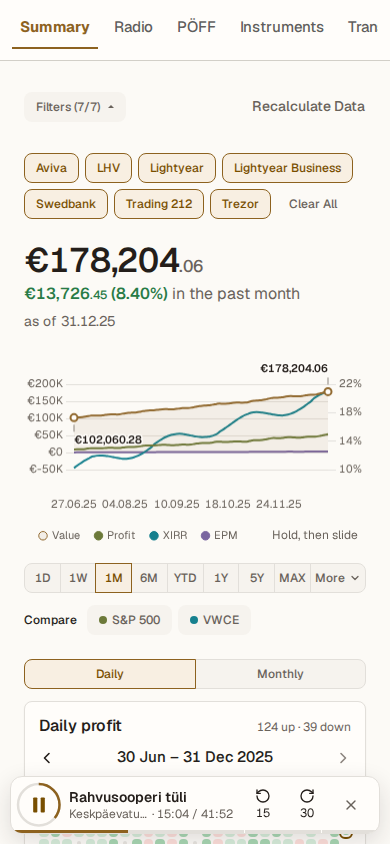 Summary Radio PÖFF Instruments Tran
Filters (7/7)
Recalculate Data
Aviva LHV Lightyear Lightyear Business
Swedbank Trading 212 Trezor Clear All
€178,204.06
€13,726.45 (8.40%) in the past month
as of 31.12.25
€178,204.06
€200K 22%
€150K
€100K 18%
€50K 14%
€102,060.28
€0
€-50K 10%
27.06.25 04.08.25 10.09.25 18.10.25 24.11.25
Value Profit XIRR EPM Hold, then slide
1D 1W 1M 6M YTD 1Y 5Y MAX More
Compare S&P 500 VWCE
Daily Monthly
Daily profit 124 up · 39 down
30 Jun – 31 Dec 2025
Rahvusooperi tüli
Keskpäevatu... · 15:04 / 41:52
15 30